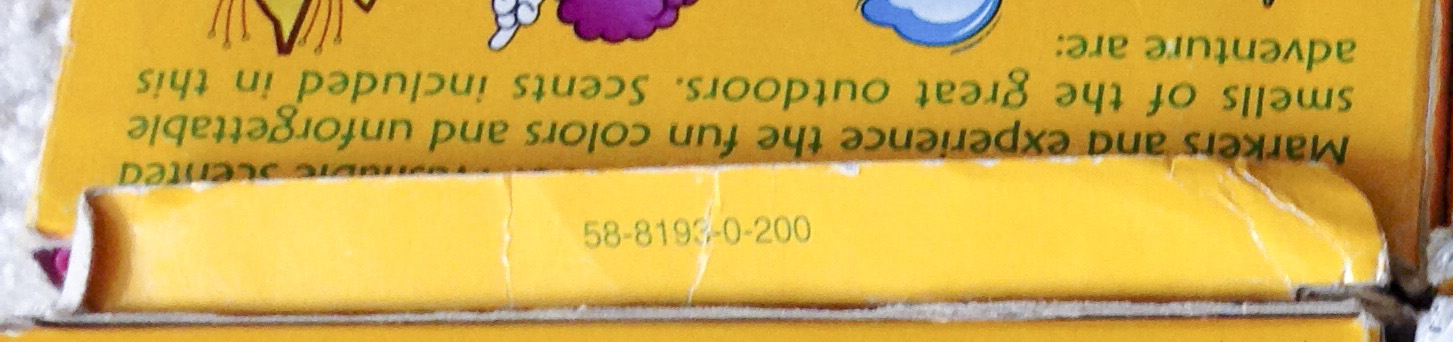 scented
Markers and experience the fun colors and unforgettable
smells of the great outdoors. Scents included in this
adventure are:
58-8193-0-200